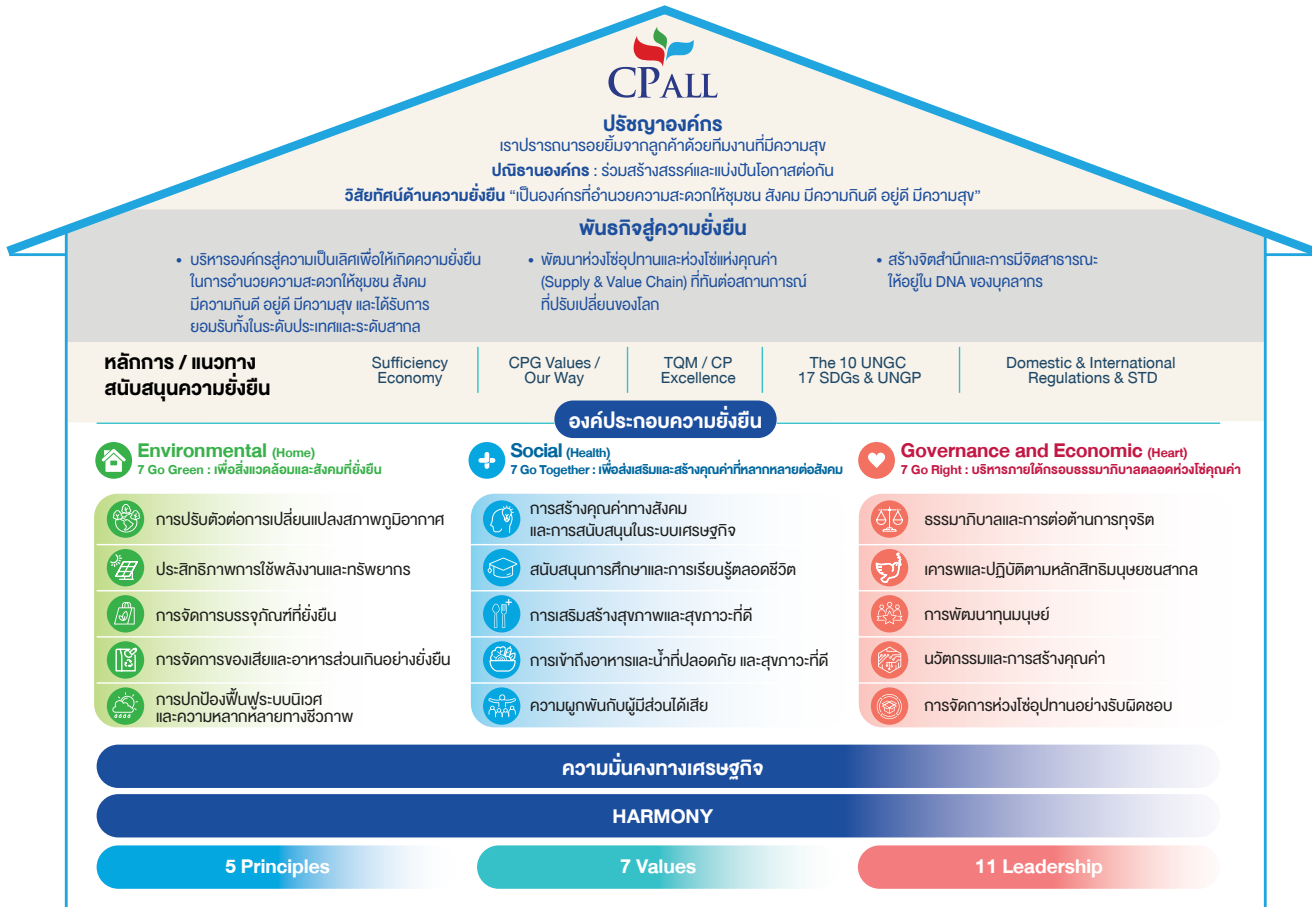 CPALL
ปรัชญาองค์กร
เราปรารถนารอยยิ้มจากลูกค้าด้วยทีมงานที่มีความสุข
ปณิธานองค์กร : ร่วมสร้างสรรค์และแบ่งปันโอกาสต่อกัน
วิสัยทัศน์ด้านความยั่งยืน “เป็นองค์กรที่อำนวยความสะดวกให้ชุมชน สังคม มีความกินดี อยู่ดี มีความสุข”
พันธกิจสู่ความยั่งยืน
• บริหารองค์กรสู่ความเป็นเลิศเพื่อให้เกิดความยั่งยืน
ในการอำนวยความสะดวกให้ชุมชน สังคม
มีความกินดี อยู่ดี มีความสุข และได้รับการ
ยอมรับทั้งในระดับประเทศและระดับสากล
• พัฒนาห่วงโซ่อุปทานและห่วงโซ่แห่งคุณค่า
(Supply & Value Chain) ที่ทันต่อสถานการณ์
ที่ปรับเปลี่ยนของโลก
• สร้างจิตสำนึกและการมีจิตสาธารณะ
ให้อยู่ใน DNA ของบุคลากร
หลักการ / แนวทาง
สนับสนุนความยั่งยืน
Sufficiency
Economy
CPG Values /
Our Way
TQM / CP
Excellence
The 10 UNGC
17 SDGs & UNGP
Domestic & International
Regulations & STD
องค์ประกอบความยั่งยืน
Environmental (Home)
7 Go Green : เพื่อสิ่งแวดล้อมและสังคมที่ยั่งยืน
การปรับตัวต่อการเปลี่ยนแปลงสภาพภูมิอากาศ
ประสิทธิภาพการใช้พลังงานและทรัพยากร
การจัดการบรรจุภัณฑ์ที่ยั่งยืน
การจัดการของเสียและอาหารส่วนเกินอย่างยั่งยืน
การปกป้องฟื้นฟูระบบนิเวศ
และความหลากหลายทางชีวภาพ
Social (Health)
7 Go Together : เพื่อส่งเสริมและสร้างคุณค่าที่หลากหลายต่อสังคม
การสร้างคุณค่าทางสังคม
และการสนับสนุนในระบบเศรษฐกิจ
สนับสนุนการศึกษาและการเรียนรู้ตลอดชีวิต
การเสริมสร้างสุขภาพและสุขภาวะที่ดี
การเข้าถึงอาหารและน้ำที่ปลอดภัย และสุขภาวะที่ดี
ความผูกพันกับผู้มีส่วนได้เสีย
Governance and Economic (Heart)
7 Go Right : บริหารภายใต้กรอบธรรมาภิบาลตลอดห่วงโซ่คุณค่า
ธรรมาภิบาลและการต่อต้านการทุจริต
เคารพและปฏิบัติตามหลักสิทธิมนุษยชนสากล
การพัฒนาทุนมนุษย์
นวัตกรรมและการสร้างคุณค่า
การจัดการห่วงโซ่อุปทานอย่างรับผิดชอบ
ความมั่นคงทางเศรษฐกิจ
HARMONY
5 Principles
7 Values
11 Leadership